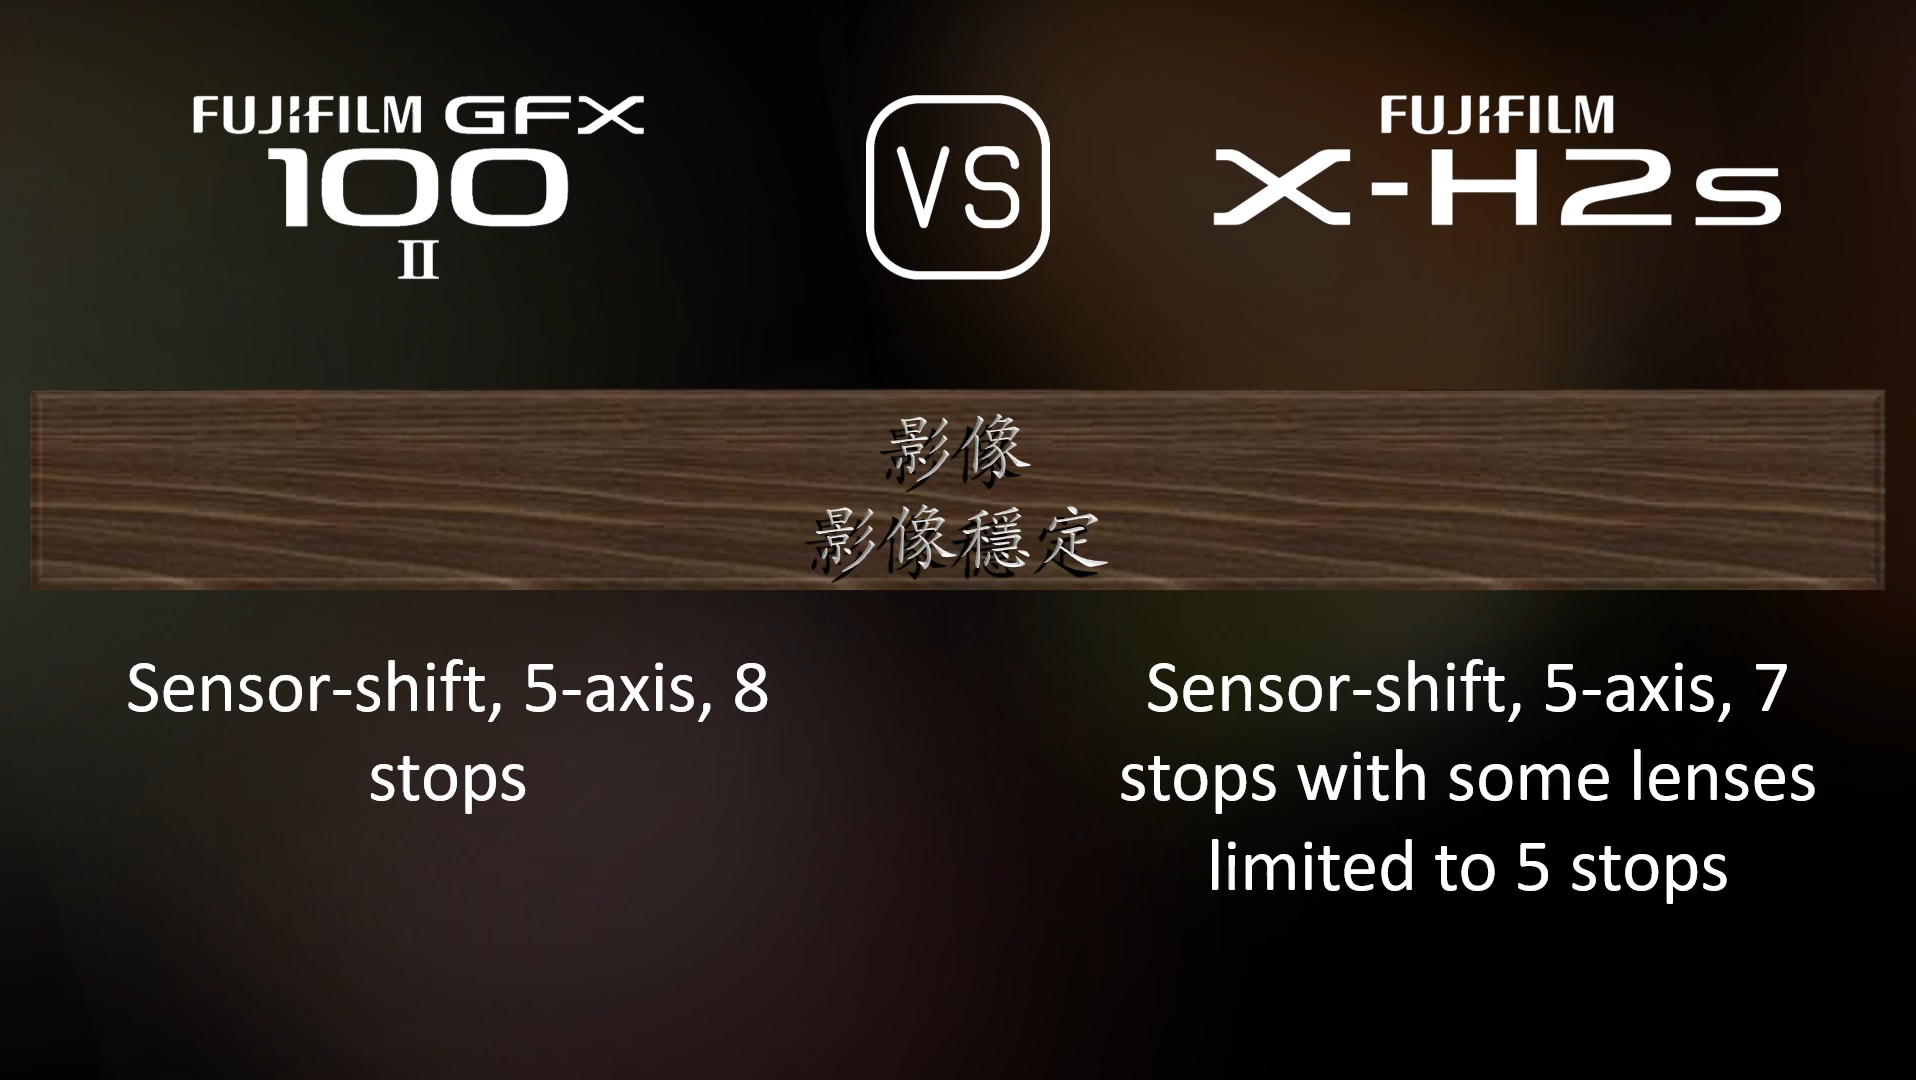 FUJIFILM GFX
100
II
VS
FUJIFILM
X-H2s
影像
影像穩定
Sensor-shift, 5-axis, 8
stops
Sensor-shift, 5-axis, 7
stops with some lenses
limited to 5 stops